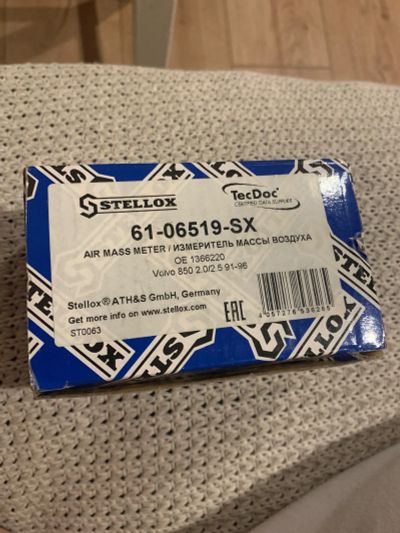 STELLOX
TecDoc
CERTIFIED DATA SUPPLIER
61-06519-SX
AIR MASS METER / ИЗМЕРИТЕЛЬ МАССЫ ВОЗДУХА
OE 1366220
Volvo 850 2.0/2.5 91-96
Stellox® ATH&S GmbH, Germany
Get more info on www.stellox.com
ST0063
EAC